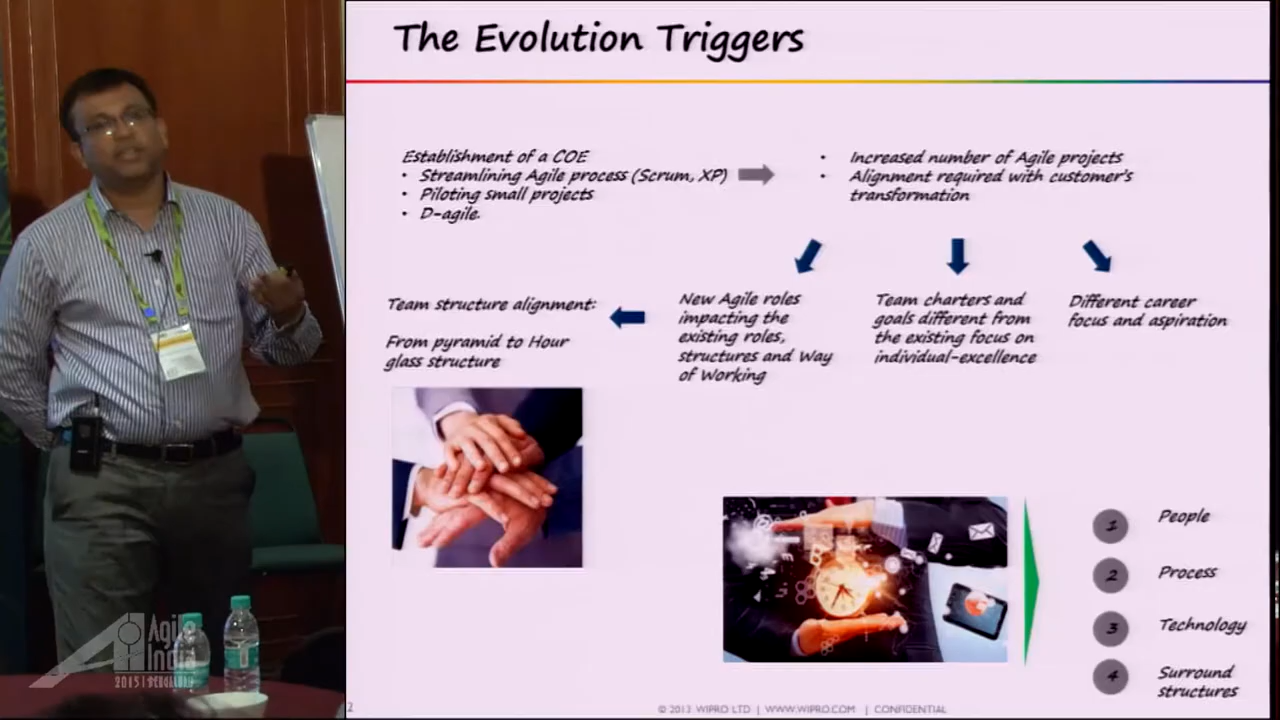 The Evolution Triggers
Establishment of a COE
• Streamlining Agile process (Scrum, XP)
• Piloting small projects
• D-agile.
• Increased number of Agile projects
• Alignment required with customer's
transformation
Team structure alignment:
From pyramid to Hour
glass structure
New Agile roles
impacting the
existing roles,
structures and Way
of Working
Team charters and
goals different from
the existing focus on
individual-excellence
Different career
focus and aspiration
1 People
2 Process
3 Technology
4 Surround
structures
2
© 2013 WIPRO LTD | WWW.WIPRO.COM | CONFIDENTIAL
Agile
India
2015 | BENGALURU